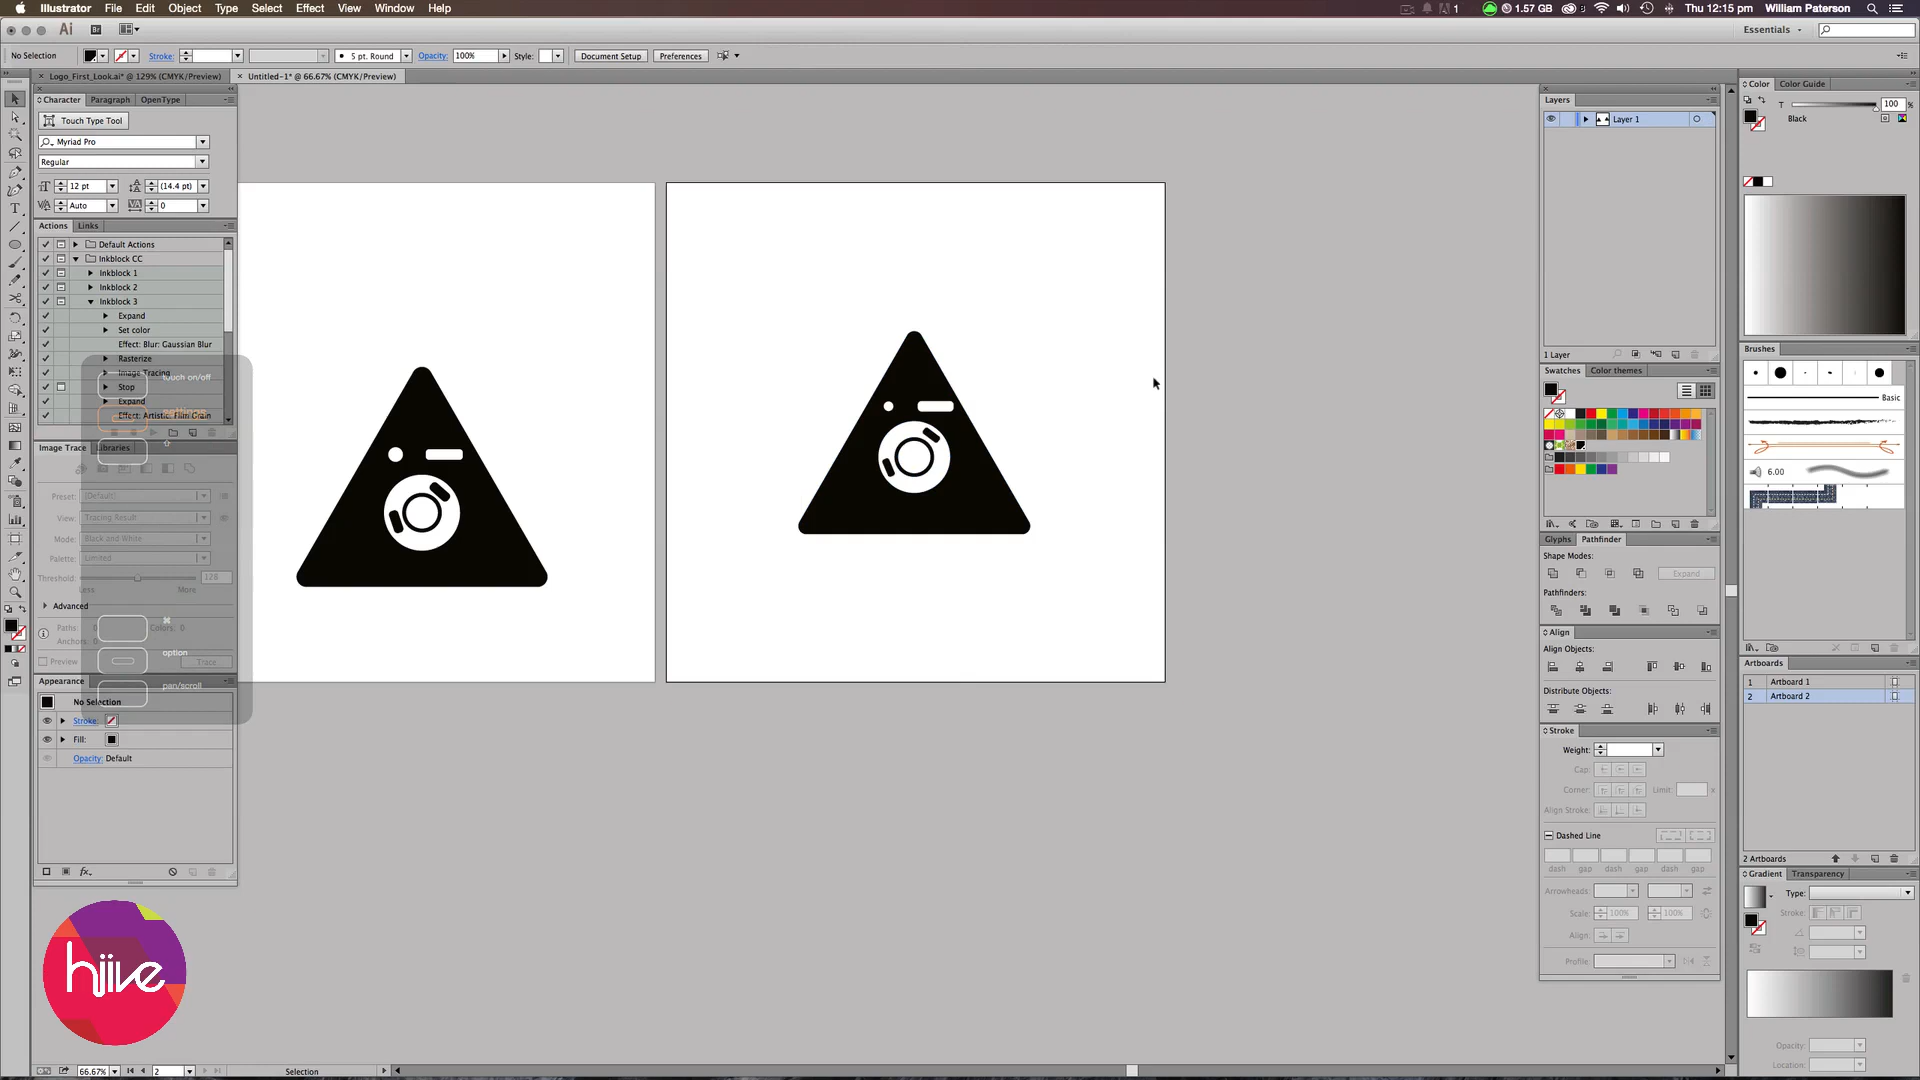 Illustrator File Edit Object Type Select Effect View Window Help
1 1.57 GB Thu 12:15 pm William Paterson
Ai Br Essentials
No Selection Stroke: 5 pt. Round Opacity: 100% Style: Document Setup Preferences
Logo_First_Look.ai* @ 129% (CMYK/Preview) Untitled-1* @ 66.67% (CMYK/Preview)
Character Paragraph OpenType
Touch Type Tool
Myriad Pro
Regular
12 pt (14.4 pt)
Auto 0
Actions Links
Default Actions
Inkblock CC
Inkblock 1
Inkblock 2
Inkblock 3
Expand
Set color
Effect: Blur: Gaussian Blur
Rasterize
Image Tracing
touch on/off
Stop
Expand
settings
Effect: Artistic: Film Grain
Image Trace Libraries
Preset: [Default]
View: Tracing Result
Mode: Black and White
Palette: Limited
Threshold: 128
Less More
Advanced
Paths: 0 Colors: 0
Anchors:
option
Preview Trace
pan/scroll
Appearance
No Selection
Stroke:
Fill:
Opacity: Default
hiive
66.67% 2 Selection
Layers
Layer 1
1 Layer
Swatches Color themes
Glyphs Pathfinder
Shape Modes:
Expand
Pathfinders:
Align
Align Objects:
Distribute Objects:
Stroke
Weight:
Cap:
Corner: Limit: x
Align Stroke:
Dashed Line
dash gap dash gap dash gap
Arrowheads:
Scale: 100% 100%
Align:
Profile:
Color Color Guide
T 100 %
Black
Brushes
Basic
6.00
Artboards
1 Artboard 1
2 Artboard 2
2 Artboards
Gradient Transparency
Type:
Stroke:
Opacity:
Location: